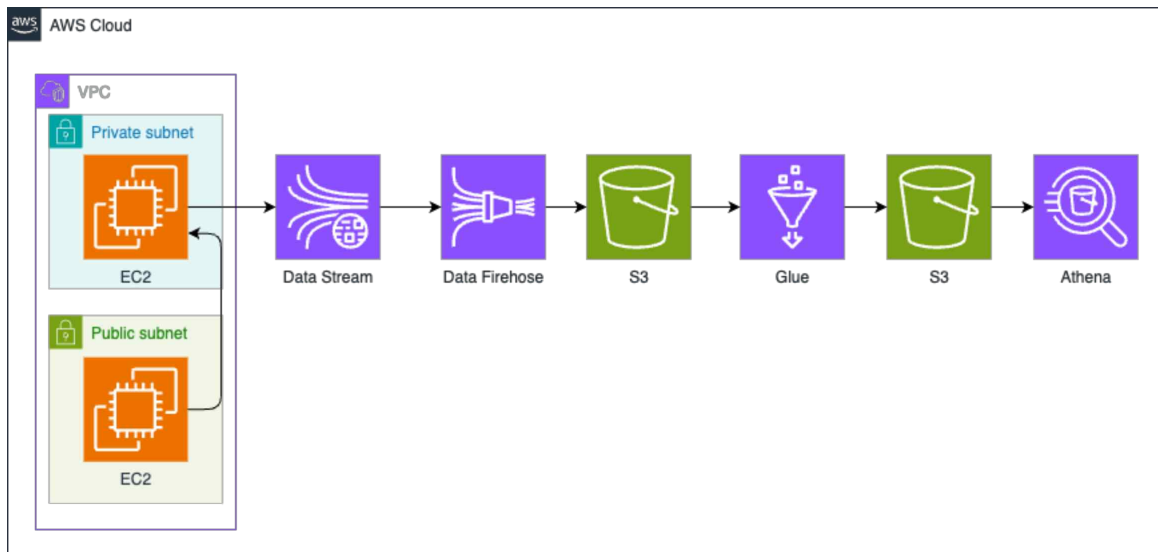 aws
AWS Cloud
VPC
Private subnet
EC2
Data Stream
Data Firehose
S3
Glue
S3
Athena
Public subnet
EC2